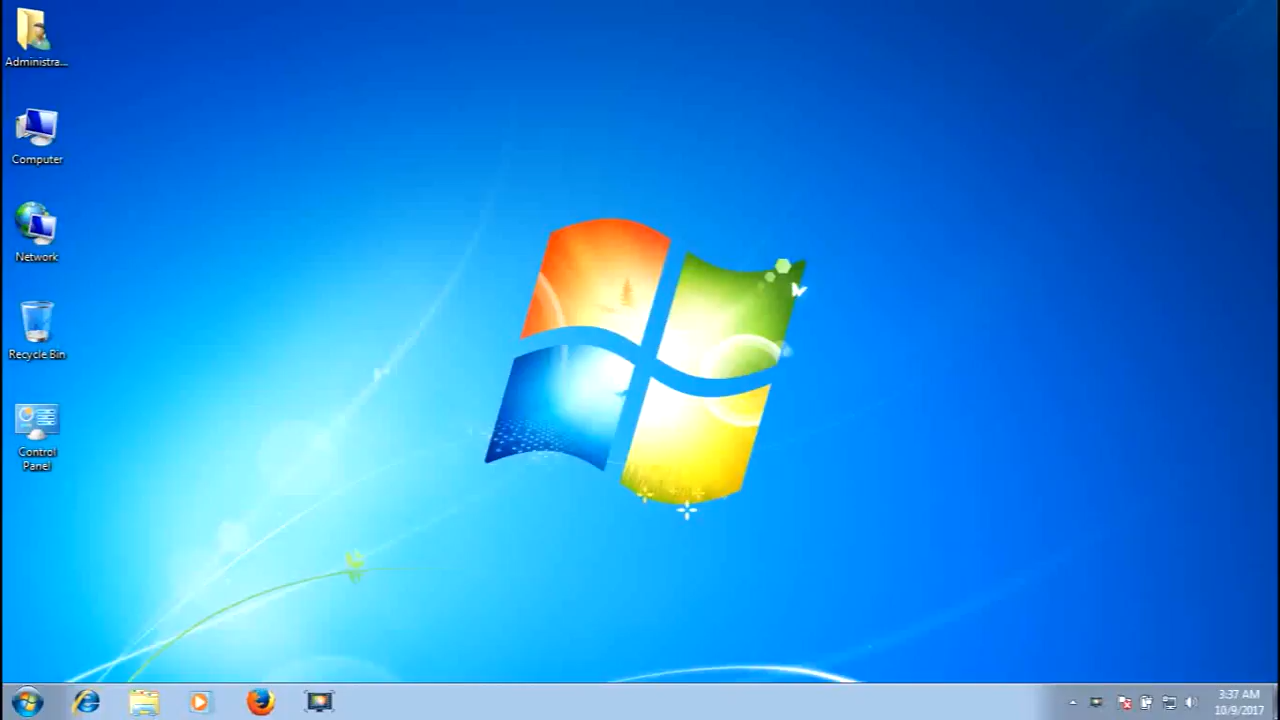 Administra...
Computer
Network
Recycle Bin
Control
Panel
3:37 AM
10/9/2017